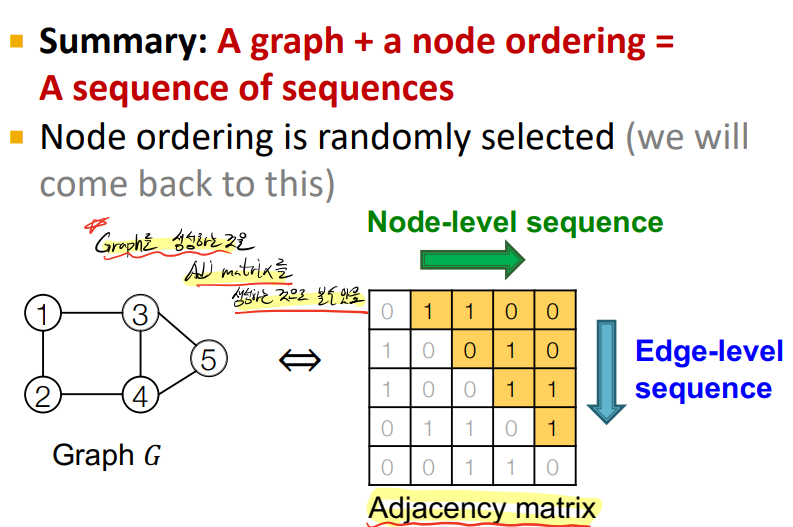 Summary: A graph + a node ordering =
A sequence of sequences
Node ordering is randomly selected (we will
come back to this)
Graph를 생성하는 것은
Adj matrix를
생성하는 것으로 볼 수 있음
Node-level sequence
1 3 5 2 4
Graph G
⇔
0 1 1 0 0
1 0 0 1 0
1 0 0 1 1
0 1 1 0 1
0 0 1 1 0
Edge-level
sequence
Adjacency matrix